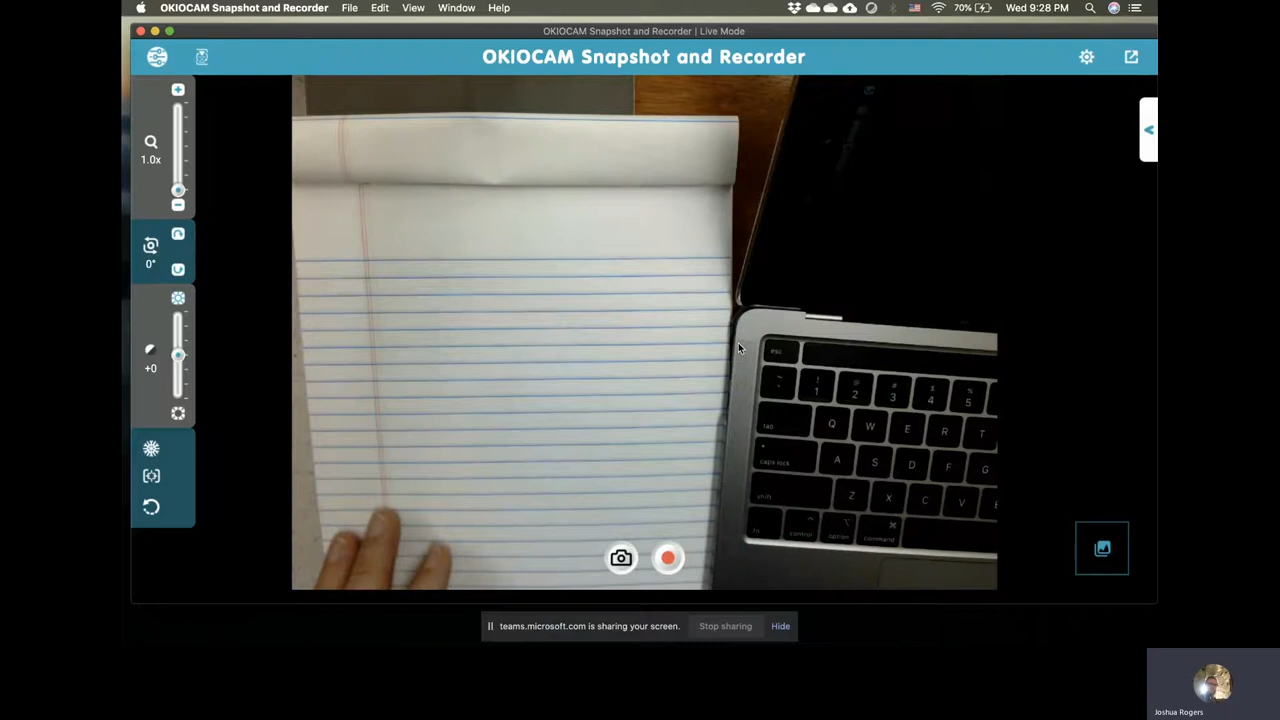 OKIOCAM Snapshot and Recorder File Edit View Window Help 70% Wed 9:28 PM
OKIOCAM Snapshot and Recorder | Live Mode
OKIOCAM Snapshot and Recorder
1.0x
0°
+0
esc
~ ! 1 @ 2 # 3 $ 4 % 5
tab Q W E R T
caps lock A S D F G
shift Z X C V
fn control option command
teams.microsoft.com is sharing your screen. Stop sharing Hide
Joshua Rogers